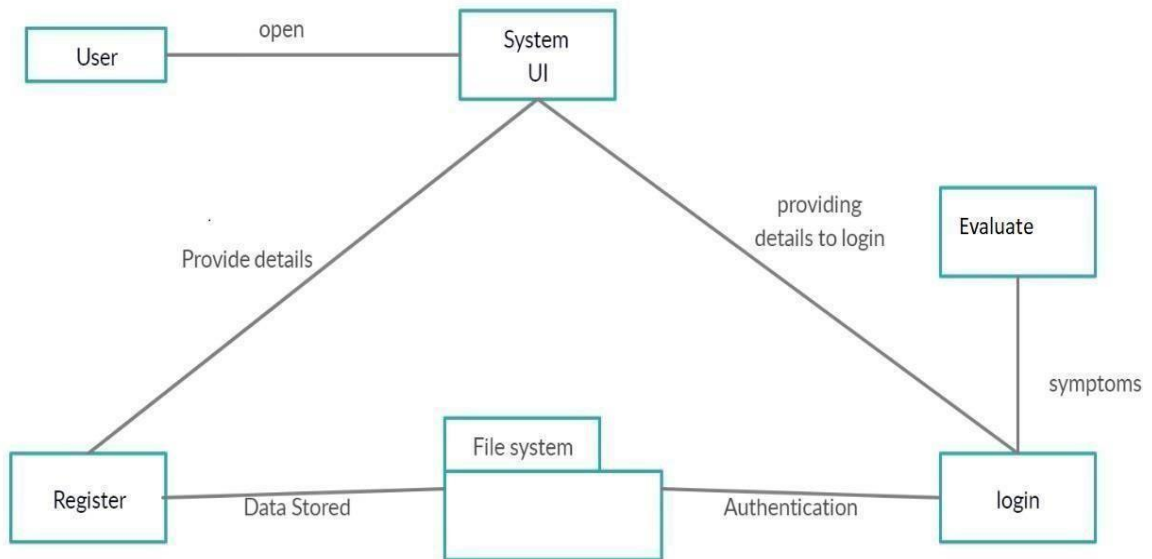 open
User
System
UI
providing
details to login
Evaluate
Provide details
symptoms
File system
Register
Data Stored
Authentication
login